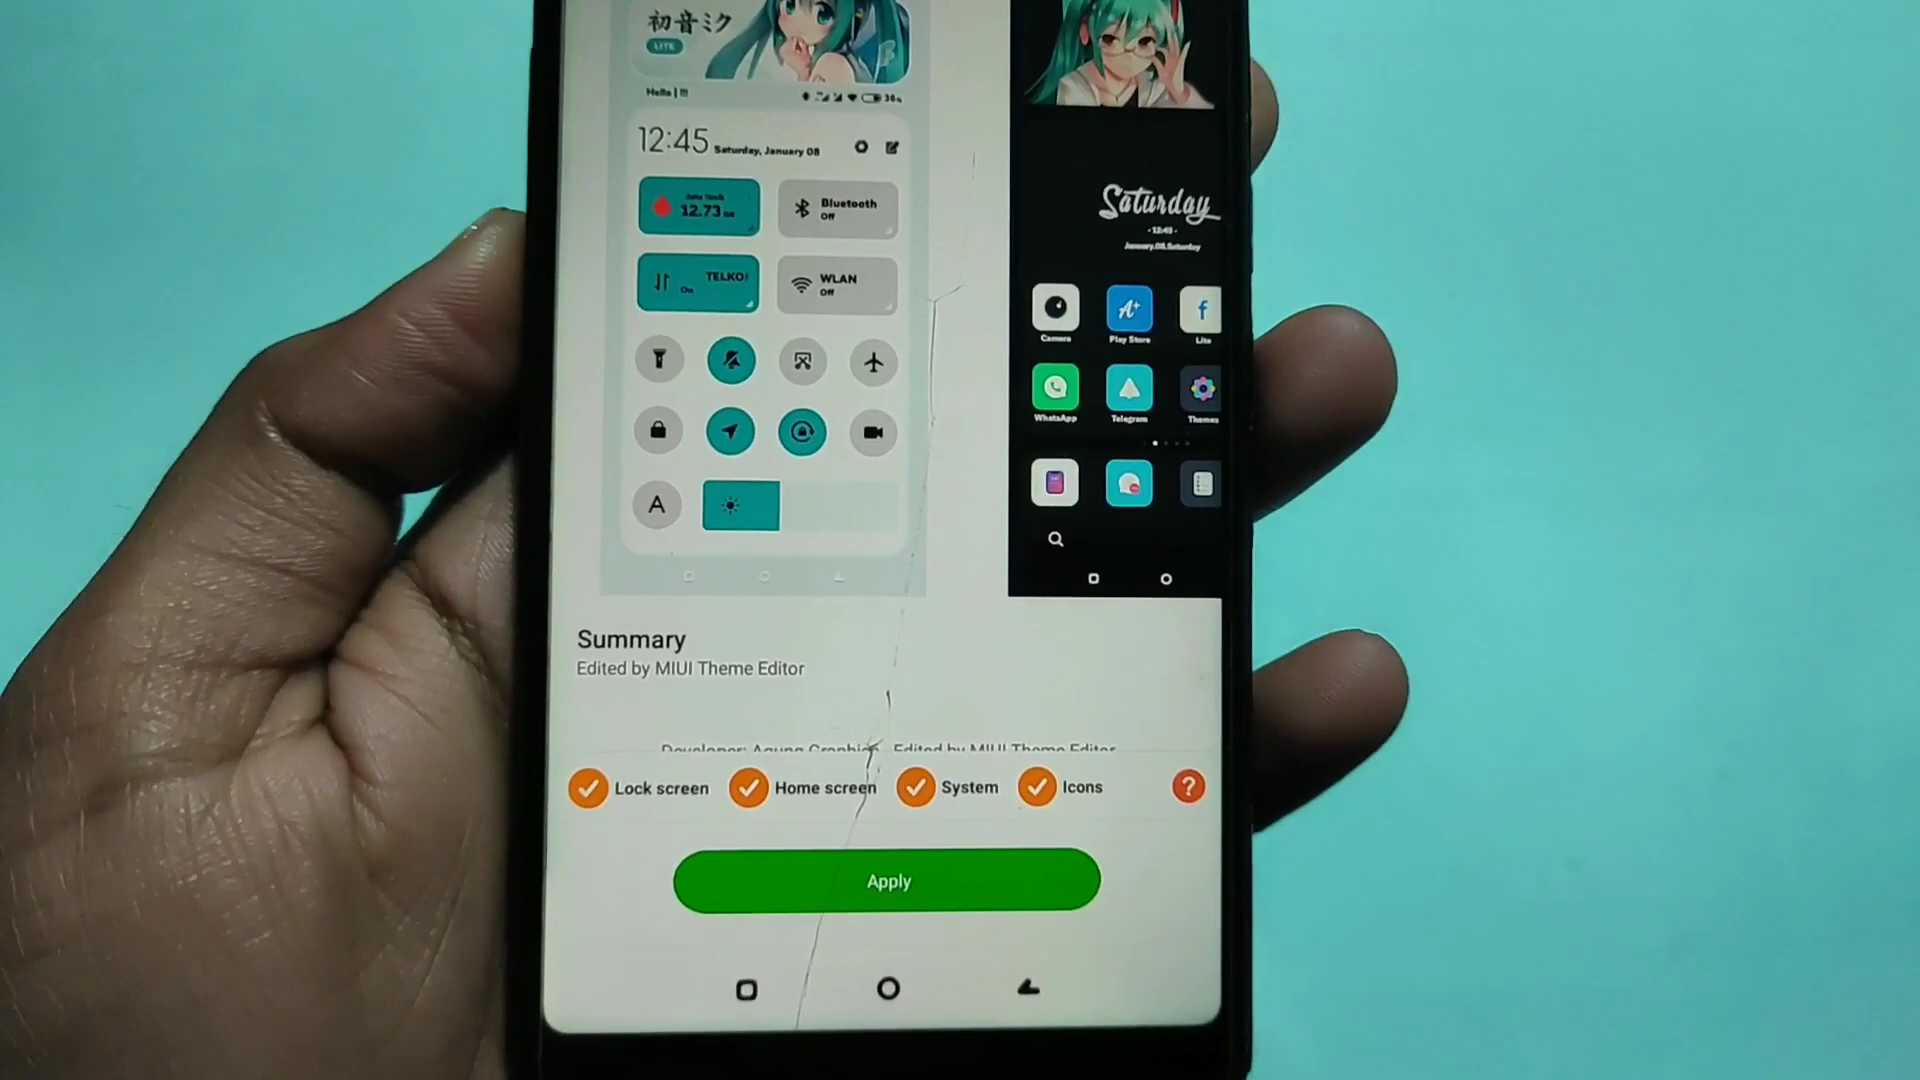 初音ミク
LITE
Hello | !!!
36%
12:45 Saturday, January 08
12.73
Bluetooth
Off
TELKO
On
WLAN
Off
A
Saturday
- 12:45 -
January.08.Saturday
A+
f
Camera
Play Store
Lite
WhatsApp
Telegram
Themes
Summary
Edited by MIUI Theme Editor
Developer: Agung Graphics Edited by MIUI Theme Editor
Lock screen
Home screen
System
Icons
?
Apply